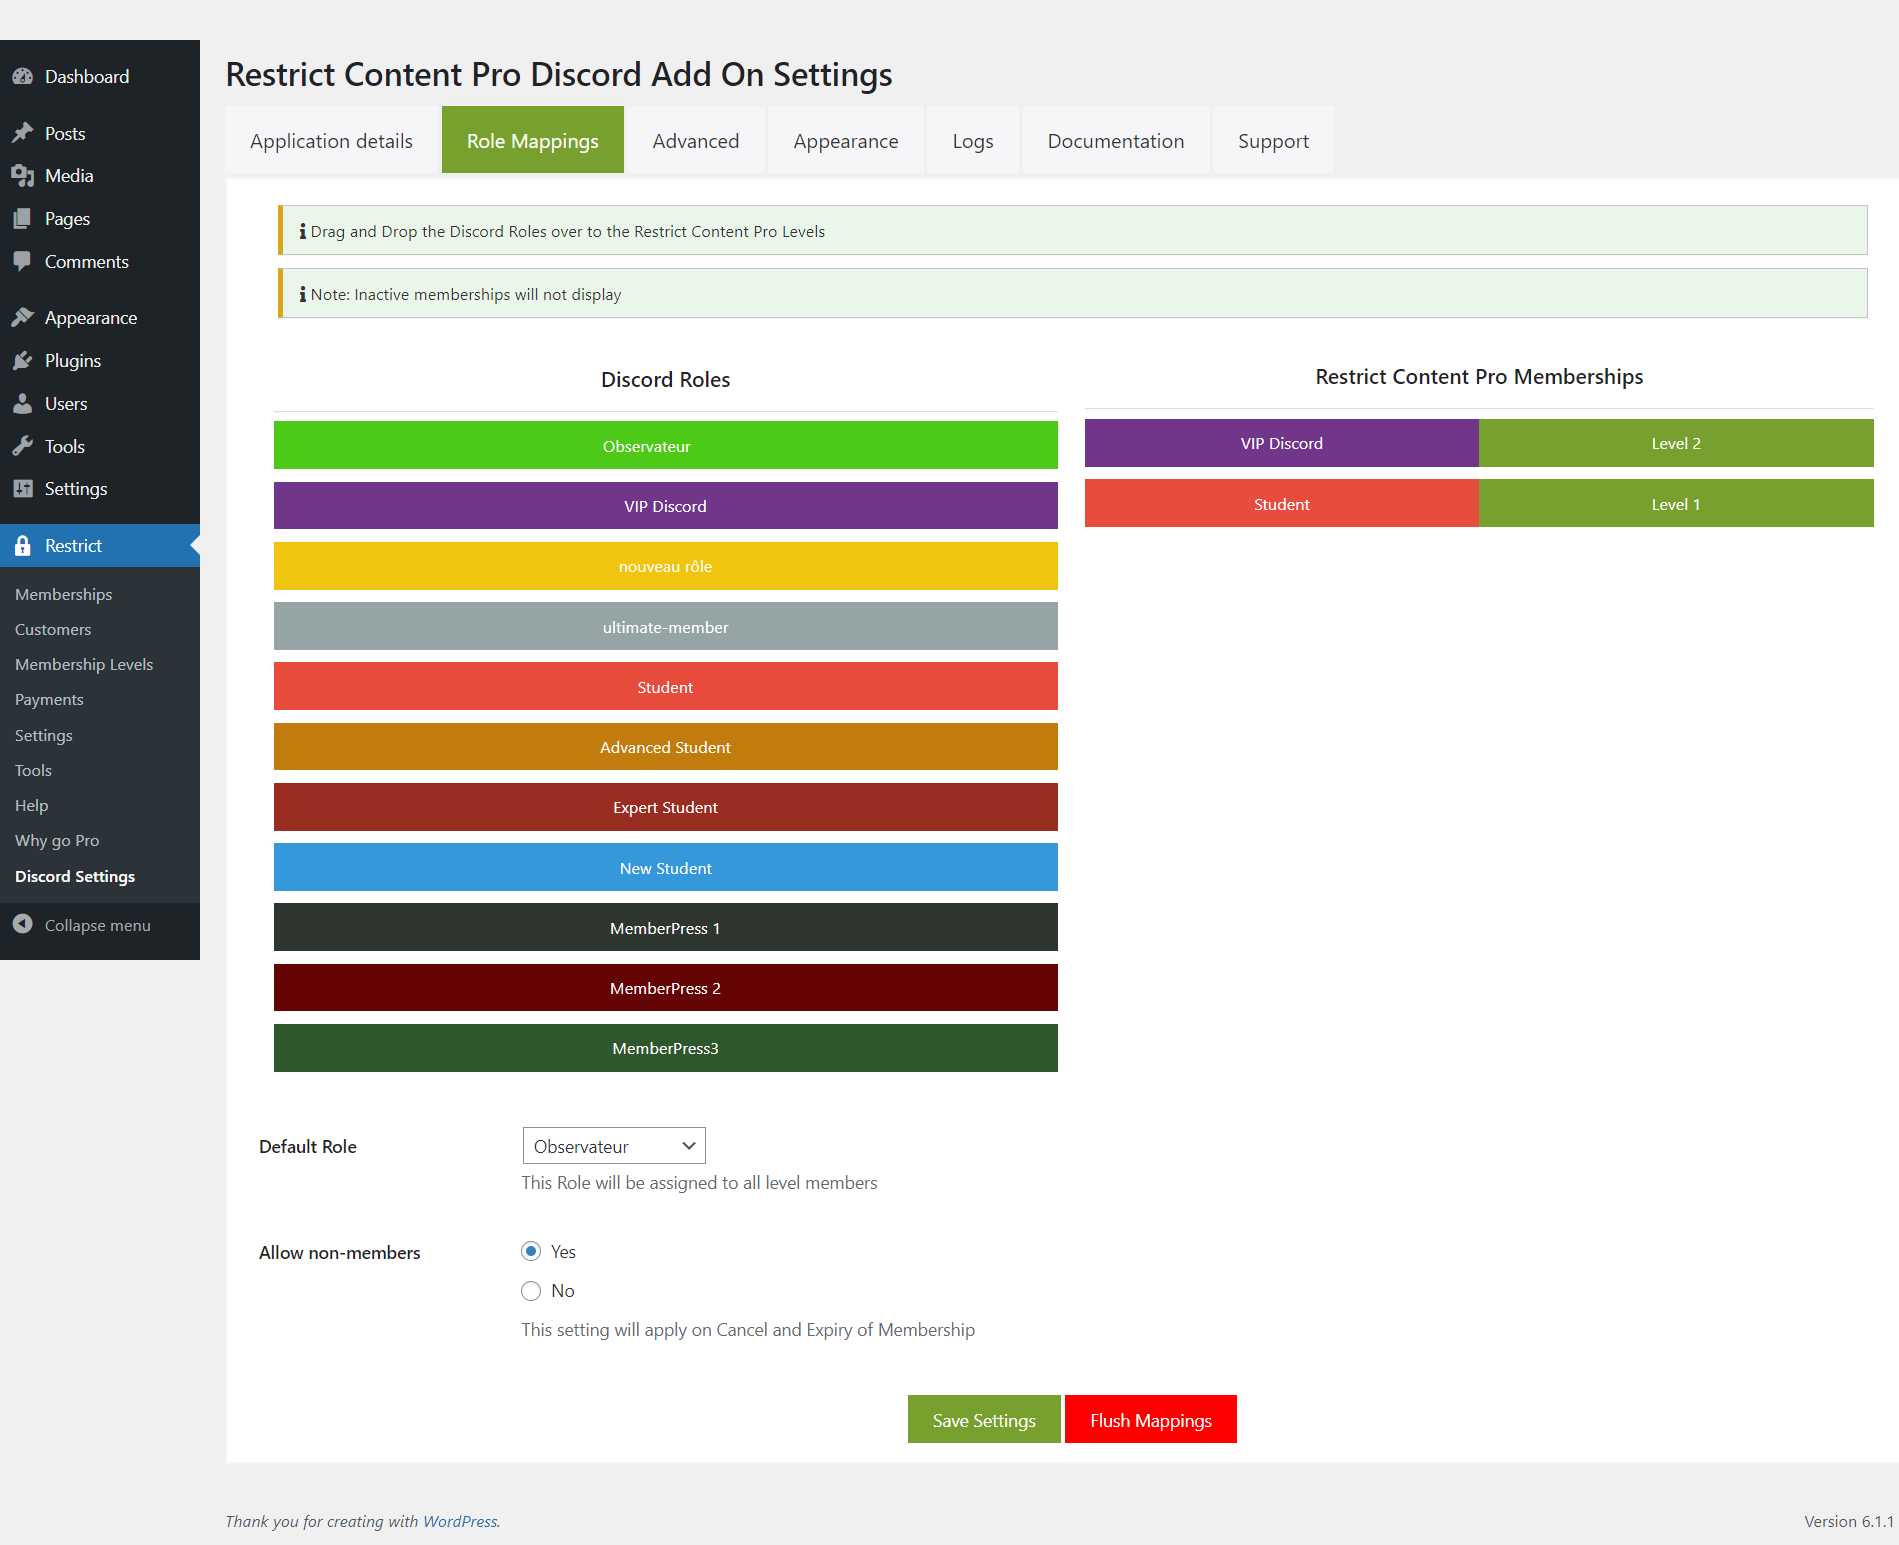 Dashboard
Posts
Media
Pages
Comments
Appearance
Plugins
Users
Tools
Settings
Restrict
Memberships
Customers
Membership Levels
Payments
Settings
Tools
Help
Why go Pro
Discord Settings
Collapse menu
Restrict Content Pro Discord Add On Settings
Application details
Role Mappings
Advanced
Appearance
Logs
Documentation
Support
Drag and Drop the Discord Roles over to the Restrict Content Pro Levels
Note: Inactive memberships will not display
Discord Roles
Observateur
VIP Discord
nouveau rôle
ultimate-member
Student
Advanced Student
Expert Student
New Student
MemberPress 1
MemberPress 2
MemberPress3
Restrict Content Pro Memberships
VIP Discord
Level 2
Student
Level 1
Default Role
Observateur
This Role will be assigned to all level members
Allow non-members
Yes
No
This setting will apply on Cancel and Expiry of Membership
Save Settings
Flush Mappings
Thank you for creating with WordPress.
Version 6.1.1